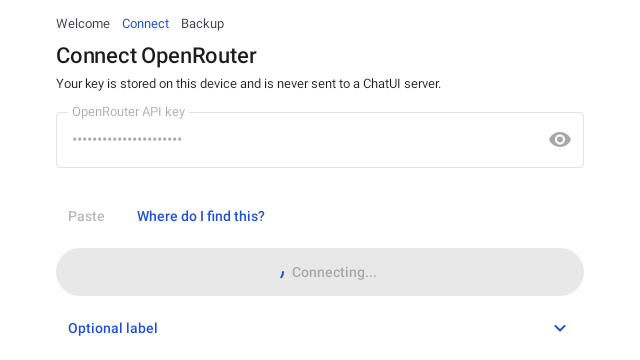 Welcome Connect Backup
Connect OpenRouter
Your key is stored on this device and is never sent to a ChatUI server.
OpenRouter API key
••••••••••••••••••••••
Paste Where do I find this?
Connecting...
Optional label